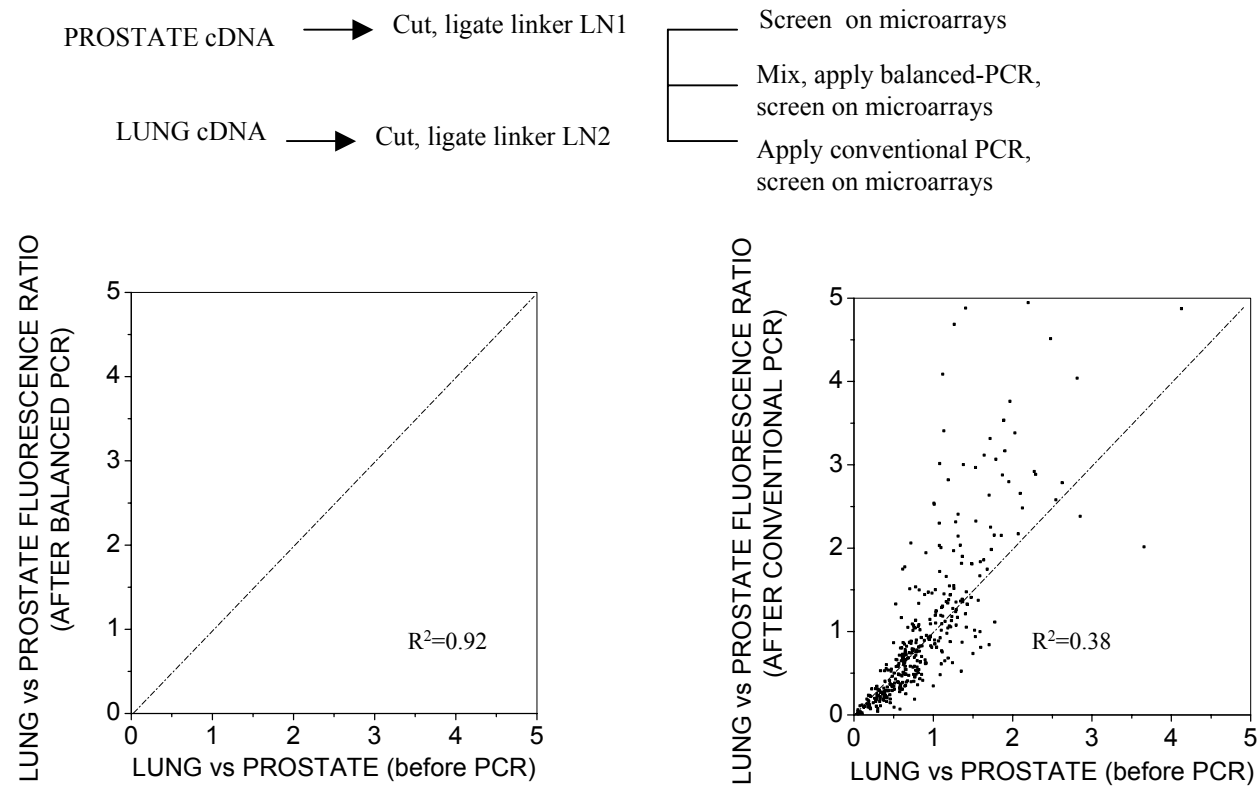 PROSTATE cDNA
Cut, ligate linker LN1
LUNG cDNA
Cut, ligate linker LN2
Screen on microarrays
Mix, apply balanced-PCR,
screen on microarrays
Apply conventional PCR,
screen on microarrays
LUNG vs PROSTATE FLUORESCENCE RATIO
(AFTER BALANCED PCR)
5
4
3
2
1
0
R²=0.92
0 1 2 3 4 5
LUNG vs PROSTATE (before PCR)
LUNG vs PROSTATE FLUORESCENCE RATIO
(AFTER CONVENTIONAL PCR)
5
4
3
2
1
0
R²=0.38
0 1 2 3 4 5
LUNG vs PROSTATE (before PCR)